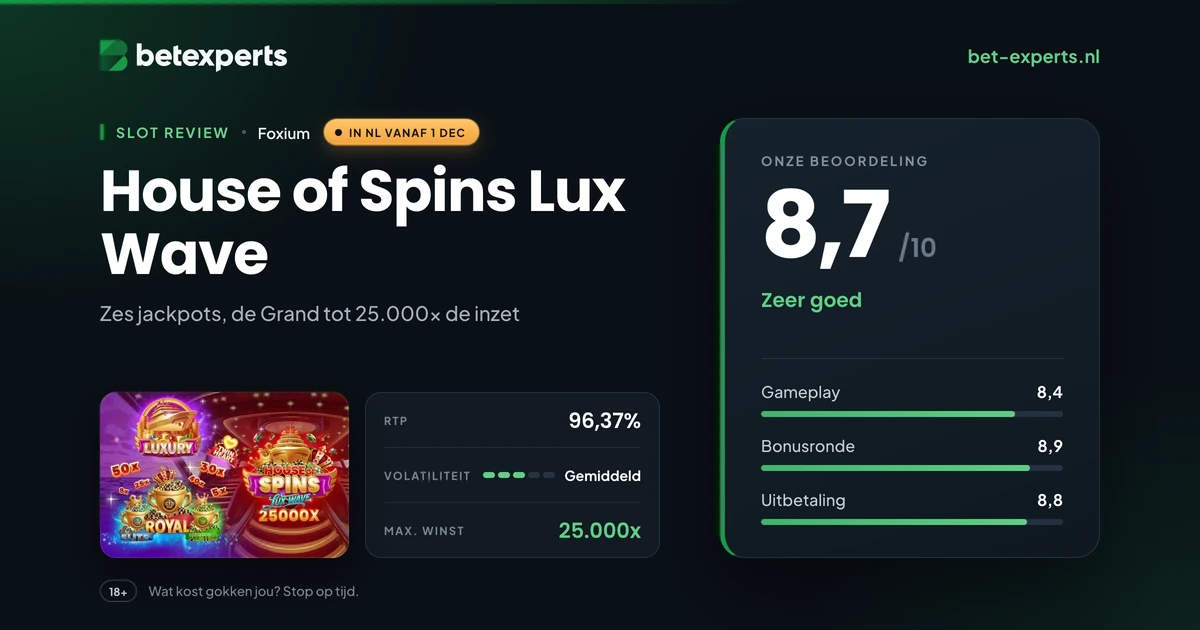 betexperts
bet-experts.nl
SLOT REVIEW • Foxium • IN NL VANAF 1 DEC
House of Spins Lux
Wave
Zes jackpots, de Grand tot 25.000x de inzet
ONZE BEOORDELING
8,7 /10
Zeer goed
Gameplay 8,4
Bonusronde 8,9
Uitbetaling 8,8
LUXURY
50X
30X
5X
ROYAL
HOUSE OF
SPINS
LUX WAVE
25000X
RTP 96,37%
VOLATILITEIT Gemiddeld
MAX. WINST 25.000x
18+ Wat kost gokken jou? Stop op tijd.